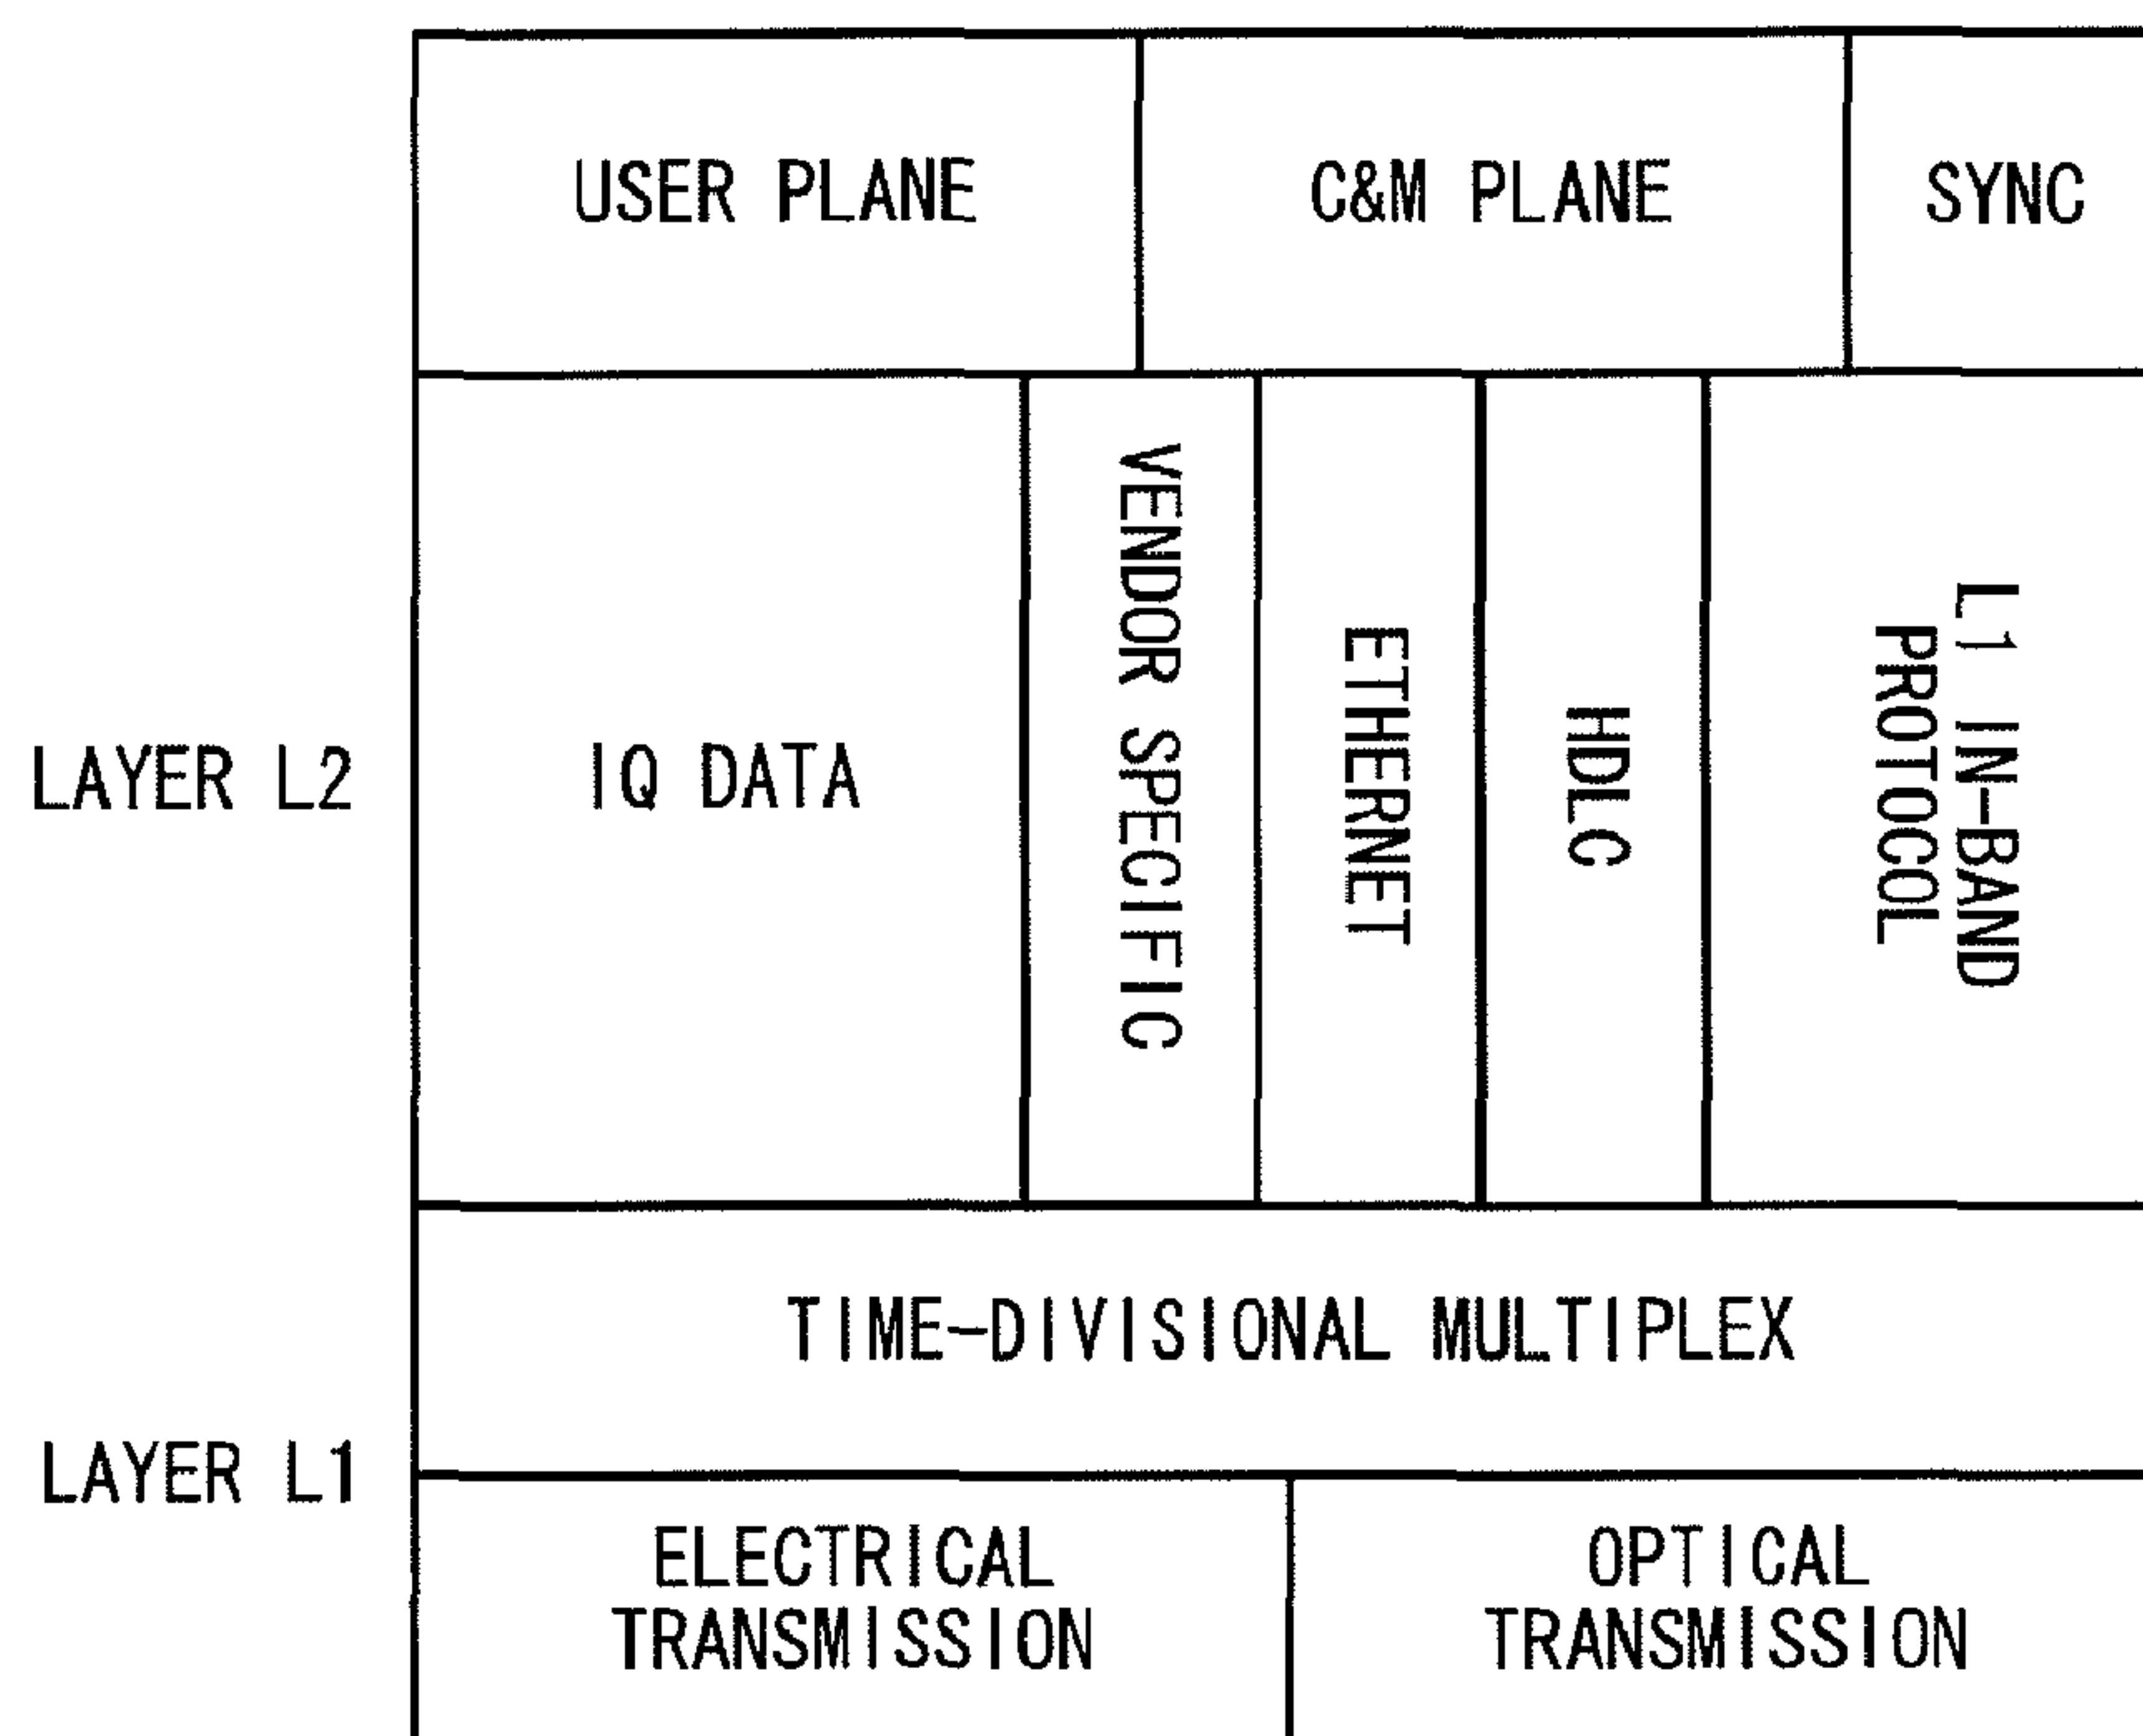 USER PLANE
C&M PLANE
SYNC
LAYER L2
IQ DATA
VENDOR SPECIFIC
ETHERNET
HDLC
L1 IN-BAND
PROTOCOL
TIME-DIVISIONAL MULTIPLEX
LAYER L1
ELECTRICAL
TRANSMISSION
OPTICAL
TRANSMISSION